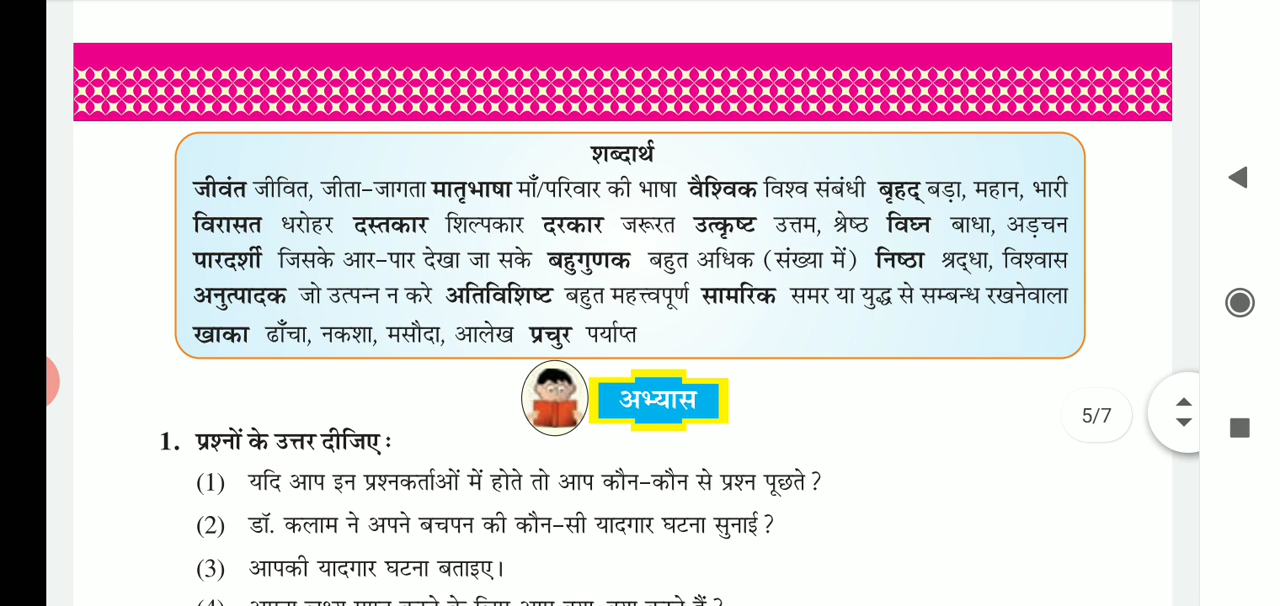 शब्दार्थ
जीवंत जीवित, जीता-जागता मातृभाषा माँ/परिवार की भाषा वैश्विक विश्व संबंधी बृहद् बड़ा, महान, भारी
विरासत धरोहर दस्तकार शिल्पकार दरकार जरूरत उत्कृष्ट उत्तम, श्रेष्ठ विघ्न बाधा, अड़चन
पारदर्शी जिसके आर-पार देखा जा सके बहुगुणक बहुत अधिक (संख्या में) निष्ठा श्रद्धा, विश्वास
अनुत्पादक जो उत्पन्न न करे अतिविशिष्ट बहुत महत्त्वपूर्ण सामरिक समर या युद्ध से सम्बन्ध रखनेवाला
खाका ढाँचा, नकशा, मसौदा, आलेख प्रचुर पर्याप्त
अभ्यास
5/7
1. प्रश्नों के उत्तर दीजिए :
(1) यदि आप इन प्रश्नकर्ताओं में होते तो आप कौन-कौन से प्रश्न पूछते ?
(2) डॉ. कलाम ने अपने बचपन की कौन-सी यादगार घटना सुनाई ?
(3) आपकी यादगार घटना बताइए।